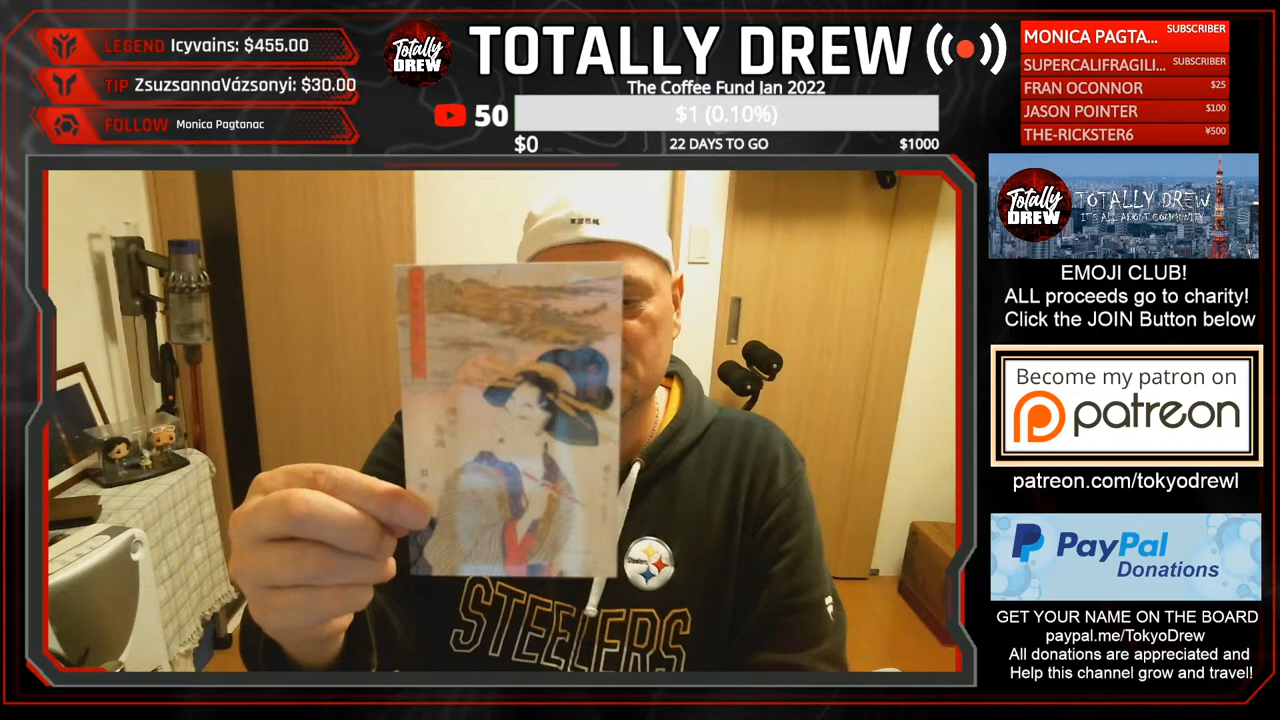 LEGEND Icyvains: $455.00
TIP ZsuzsannaVázsonyi: $30.00
FOLLOW Monica Pagtanac
Totally
DREW
TOTALLY DREW
The Coffee Fund Jan 2022
50
$1 (0.10%)
$0
22 DAYS TO GO
$1000
MONICA PAGTA... SUBSCRIBER
SUPERCALIFRAGILI... SUBSCRIBER
FRAN OCONNOR $25
JASON POINTER $100
THE-RICKSTER6 ¥500
Totally
DREW
TOTALLY DREW
IT'S ALL ABOUT COMMUNITY
EMOJI CLUB!
ALL proceeds go to charity!
Click the JOIN Button below
Become my patron on
patreon
patreon.com/tokyodrewl
PayPal
Donations
GET YOUR NAME ON THE BOARD
paypal.me/TokyoDrew
All donations are appreciated and
Help this channel grow and travel!
Steelers
STEELERS